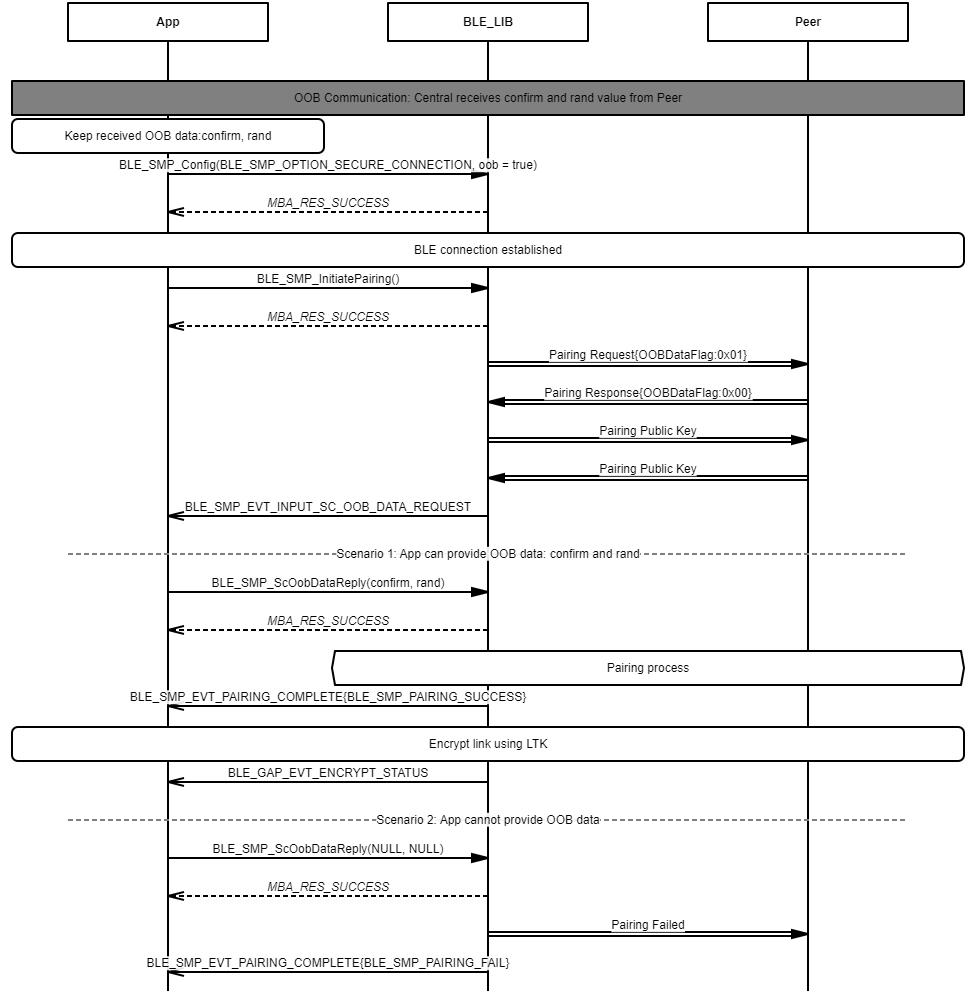 App
BLE_LIB
Peer
OOB Communication: Central receives confirm and rand value from Peer
Keep received OOB data:confirm, rand
BLE_SMP_Config(BLE_SMP_OPTION_SECURE_CONNECTION, oob = true)
MBA_RES_SUCCESS
BLE connection established
BLE_SMP_InitiatePairing()
MBA_RES_SUCCESS
Pairing Request{OOBDataFlag:0x01}
Pairing Response{OOBDataFlag:0x00}
Pairing Public Key
Pairing Public Key
BLE_SMP_EVT_INPUT_SC_OOB_DATA_REQUEST
Scenario 1: App can provide OOB data: confirm and rand
BLE_SMP_ScOobDataReply(confirm, rand)
MBA_RES_SUCCESS
Pairing process
BLE_SMP_EVT_PAIRING_COMPLETE{BLE_SMP_PAIRING_SUCCESS}
Encrypt link using LTK
BLE_GAP_EVT_ENCRYPT_STATUS
Scenario 2: App cannot provide OOB data
BLE_SMP_ScOobDataReply(NULL, NULL)
MBA_RES_SUCCESS
Pairing Failed
BLE_SMP_EVT_PAIRING_COMPLETE{BLE_SMP_PAIRING_FAIL}